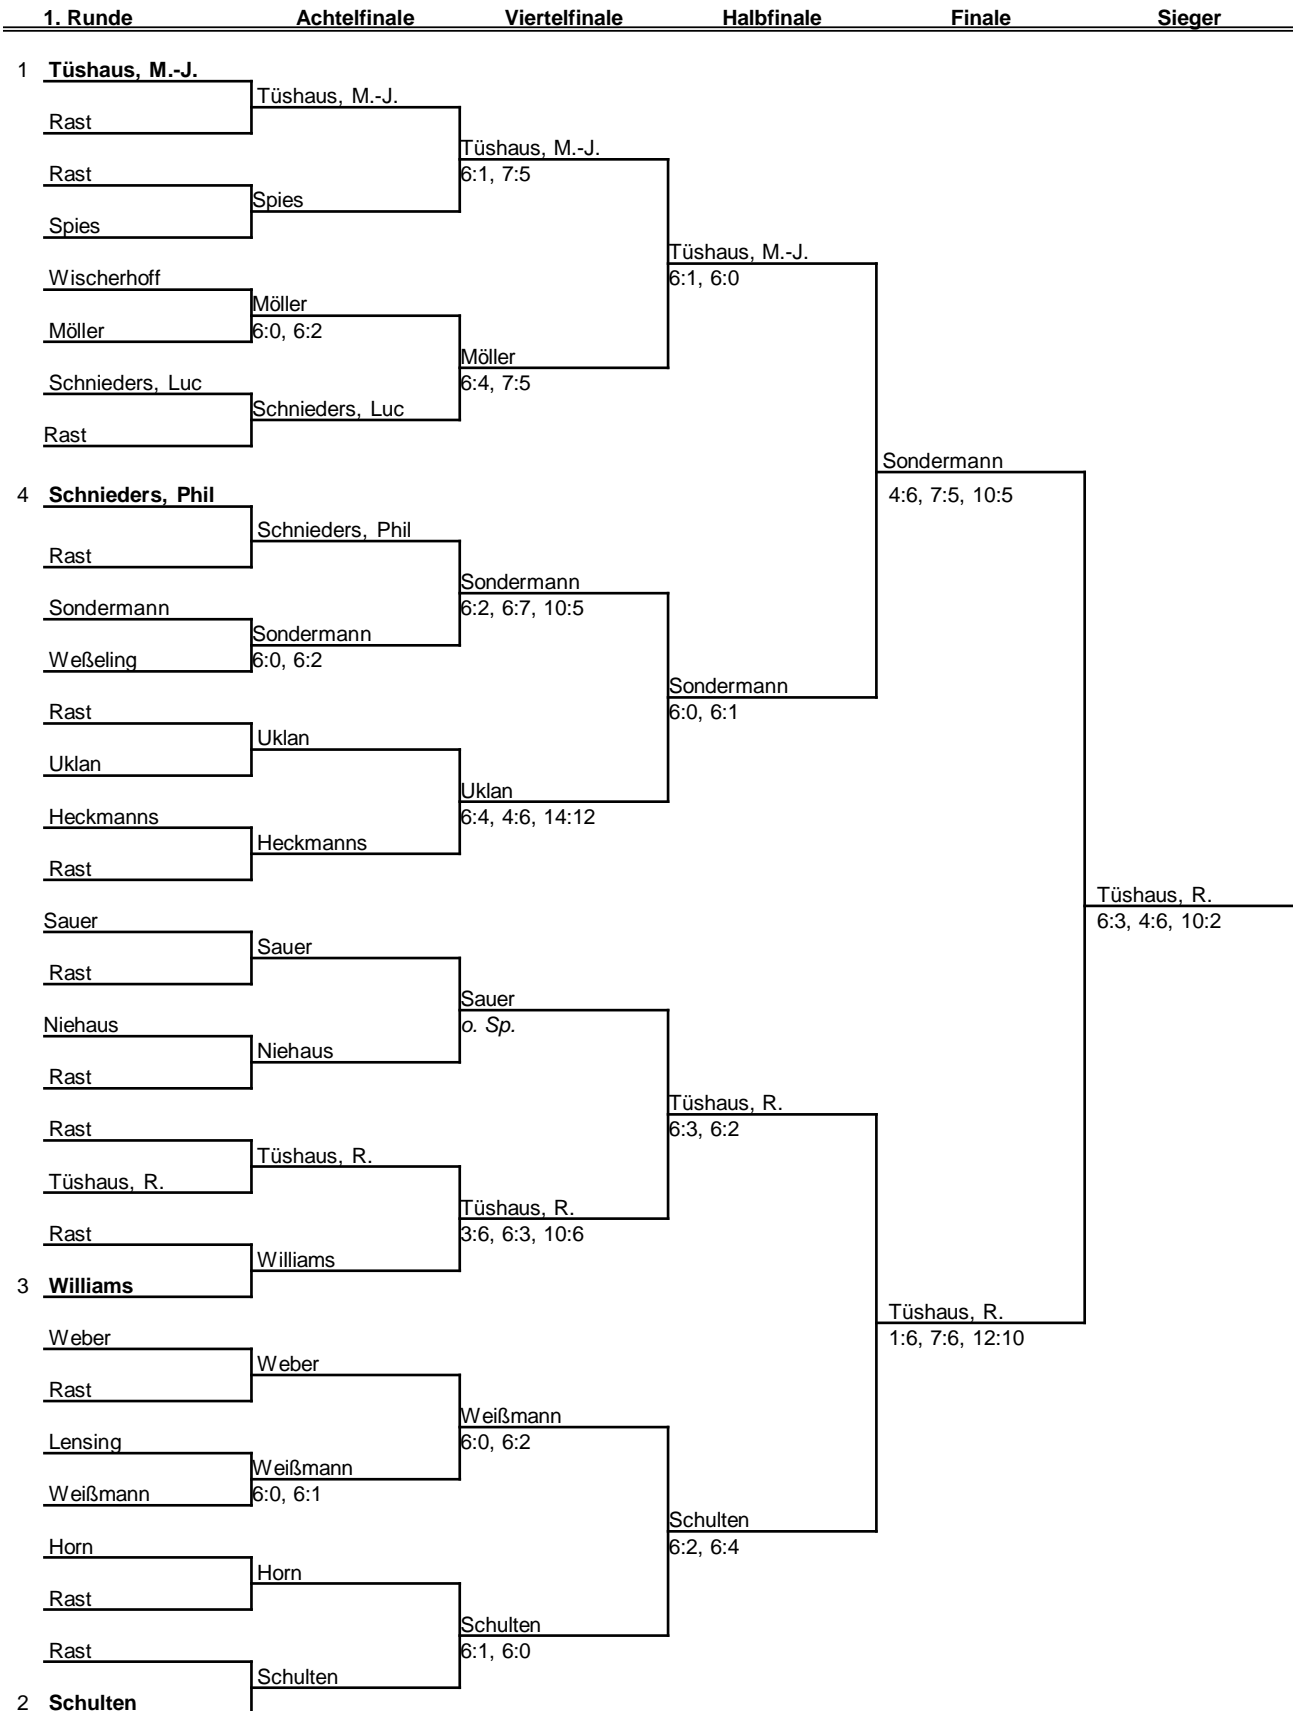 1. Runde Achtelfinale Viertelfinale Halbfinale Finale Sieger
1 Tüshaus, M.-J.
Tüshaus, M.-J.
Rast
Tüshaus, M.-J.
Rast 6:1, 7:5
Spies
Spies
Tüshaus, M.-J.
Wischerhoff 6:1, 6:0
Möller
Möller 6:0, 6:2
Möller
Schnieders, Luc 6:4, 7:5
Schnieders, Luc
Rast
Sondermann
4 Schnieders, Phil 4:6, 7:5, 10:5
Schnieders, Phil
Rast
Sondermann
Sondermann 6:2, 6:7, 10:5
Sondermann
Weßeling 6:0, 6:2
Sondermann
Rast 6:0, 6:1
Uklan
Uklan
Uklan
Heckmanns 6:4, 4:6, 14:12
Heckmanns
Rast
Tüshaus, R.
Sauer 6:3, 4:6, 10:2
Sauer
Rast
Sauer
Niehaus o. Sp.
Niehaus
Rast
Tüshaus, R.
Rast 6:3, 6:2
Tüshaus, R.
Tüshaus, R.
Tüshaus, R.
Rast 3:6, 6:3, 10:6
Williams
3 Williams
Tüshaus, R.
Weber 1:6, 7:6, 12:10
Weber
Rast
Weißmann
Lensing 6:0, 6:2
Weißmann
Weißmann 6:0, 6:1
Schulten
Horn 6:2, 6:4
Horn
Rast
Schulten
Rast 6:1, 6:0
Schulten
2 Schulten